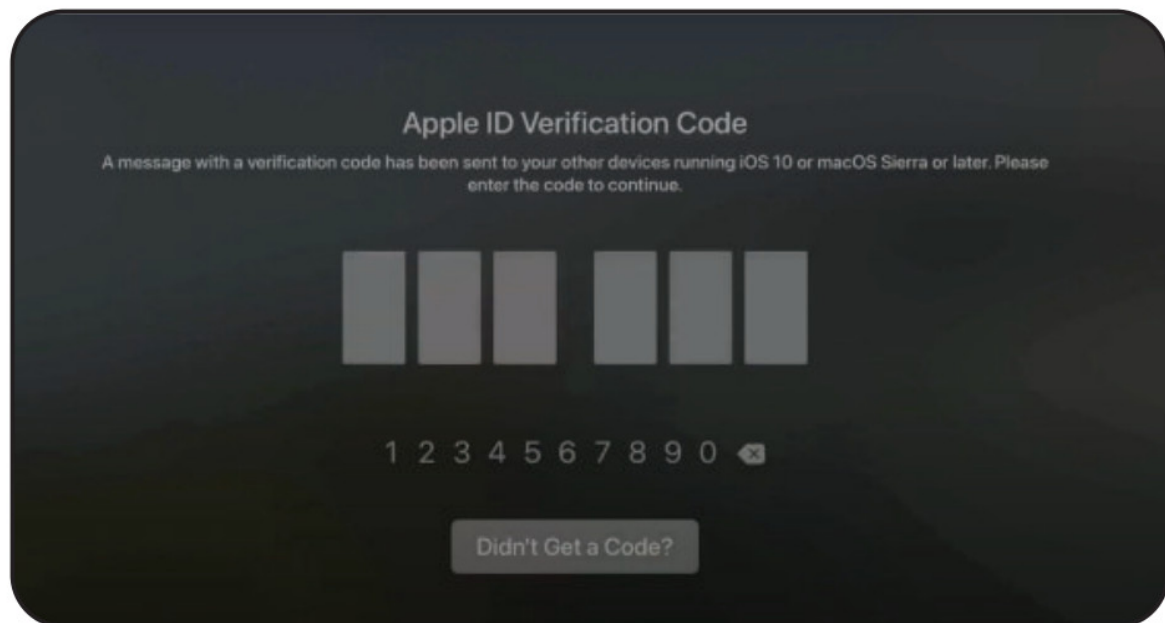 Apple ID Verification Code
A message with a verification code has been sent to your other devices running iOS 10 or macOS Sierra or later. Please
enter the code to continue.
1 2 3 4 5 6 7 8 9 0
Didn't Get a Code?